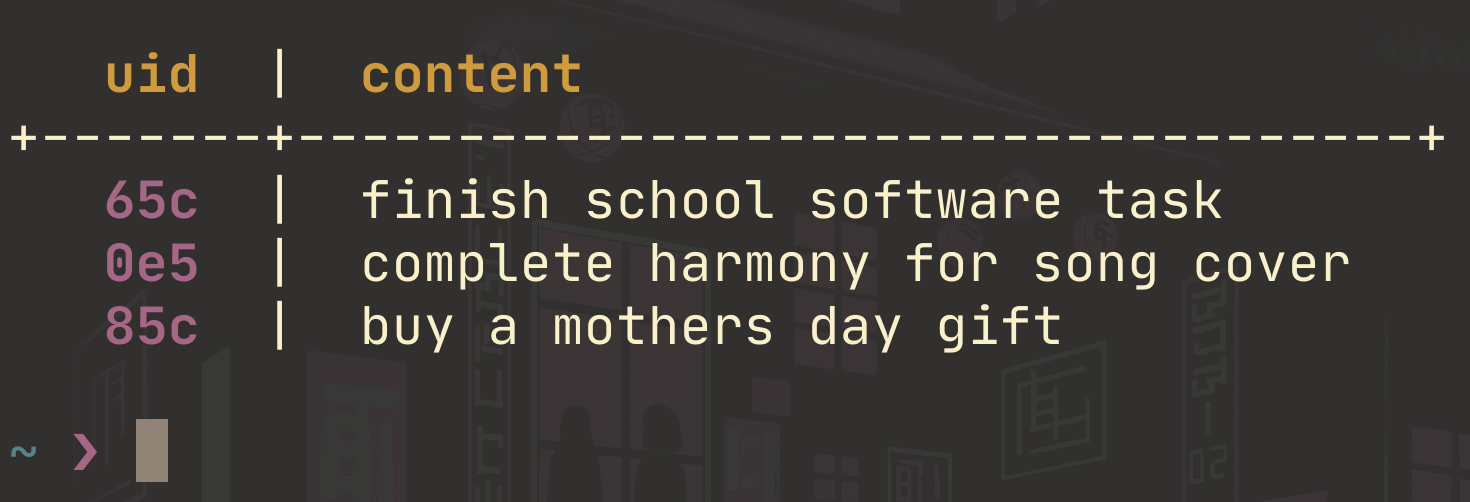 uid | content
+-------+-----------------------------------+
65c | finish school software task
0e5 | complete harmony for song cover
85c | buy a mothers day gift
~ ❯